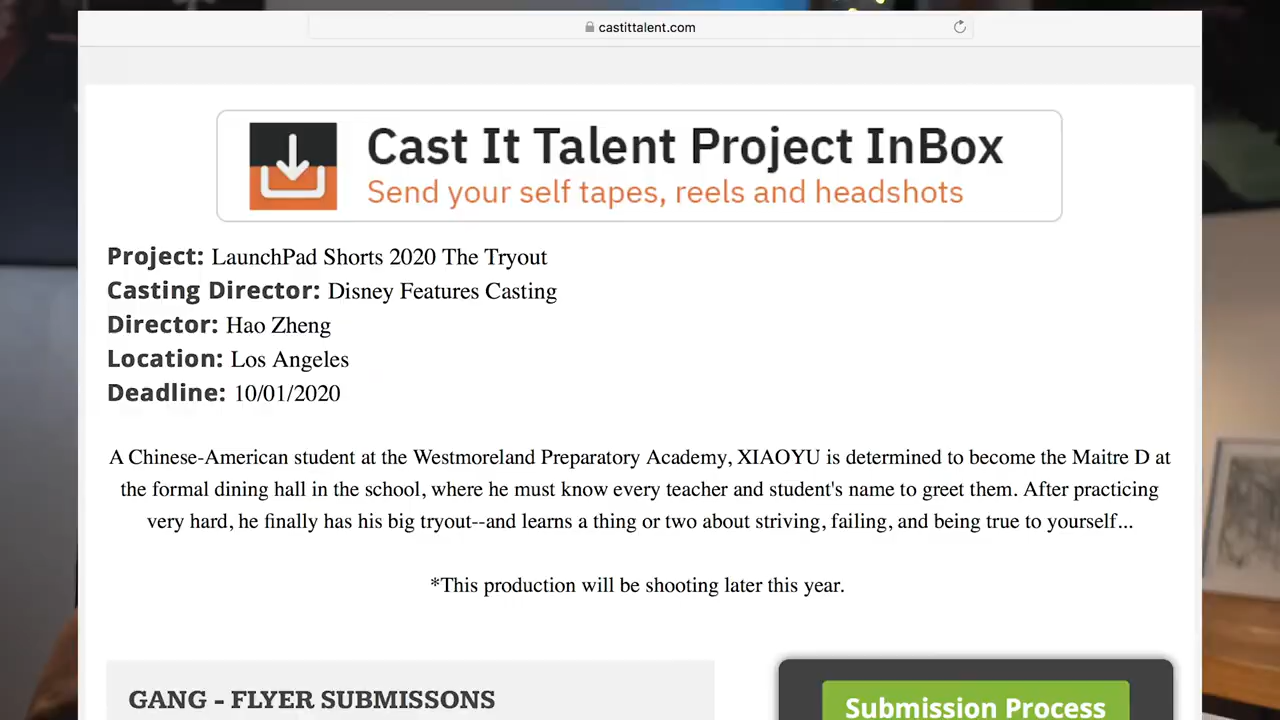 castittalent.com
Cast It Talent Project InBox
Send your self tapes, reels and headshots
Project: LaunchPad Shorts 2020 The Tryout
Casting Director: Disney Features Casting
Director: Hao Zheng
Location: Los Angeles
Deadline: 10/01/2020
A Chinese-American student at the Westmoreland Preparatory Academy, XIAOYU is determined to become the Maitre D at
the formal dining hall in the school, where he must know every teacher and student's name to greet them. After practicing
very hard, he finally has his big tryout--and learns a thing or two about striving, failing, and being true to yourself...
*This production will be shooting later this year.
GANG - FLYER SUBMISSONS
Submission Process